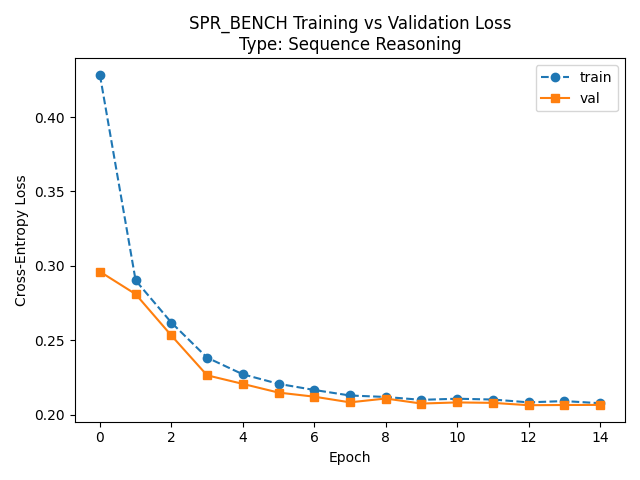 SPR_BENCH Training vs Validation Loss
Type: Sequence Reasoning
train
val
Cross-Entropy Loss
0.40
0.35
0.30
0.25
0.20
0 2 4 6 8 10 12 14
Epoch